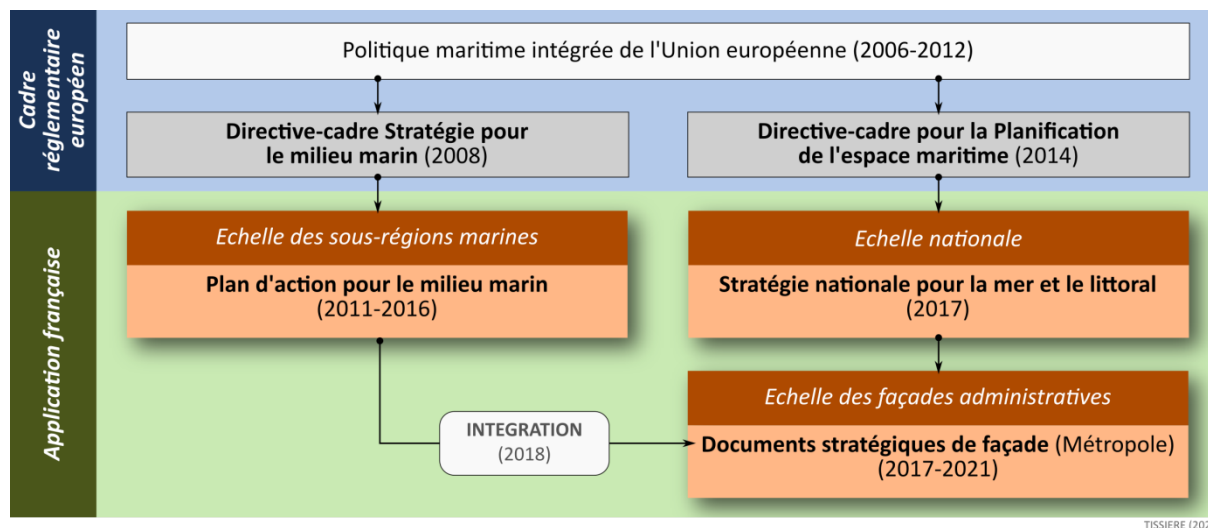 Cadre
réglementaire
européen
Politique maritime intégrée de l'Union européenne (2006-2012)
Directive-cadre Stratégie pour
le milieu marin (2008)
Directive-cadre pour la Planification
de l'espace maritime (2014)
Application française
Echelle des sous-régions marines
Plan d'action pour le milieu marin
(2011-2016)
Echelle nationale
Stratégie nationale pour la mer et le littoral
(2017)
Echelle des façades administratives
Documents stratégiques de façade (Métropole)
(2017-2021)
INTEGRATION
(2018)
TISSIERE